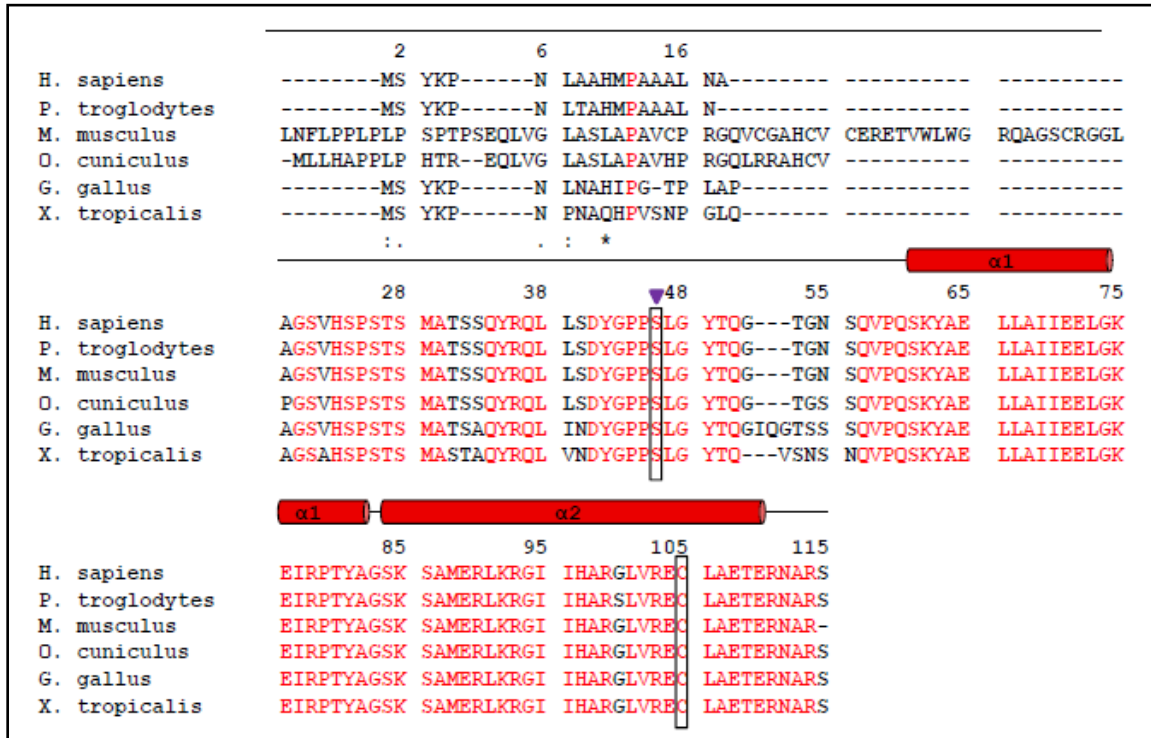 2 6 16
H. sapiens --------MS YKP------N LAAHMPAAAL NA-------- ---------- ----------
P. troglodytes --------MS YKP------N LTAHMPAAAL N--------- ---------- ----------
M. musculus LNFLPPLPLP SPTPSEQLVG LASLAPAVCP RGQVCGAHCV CERETVWLWG RQAGSCRGGL
O. cuniculus -MLLHAPPLP HTR--EQLVG LASLAPAVHP RGQLRRAHCV ---------- ----------
G. gallus --------MS YKP------N LNAHIPG-TP LAP------- ---------- ----------
X. tropicalis --------MS YKP------N PNAQHPVSNP GLQ------- ---------- ----------
:. . : *
α1
28 38 48 55 65 75
H. sapiens AGSVHSPSTS MATSSQYRQL LSDYGPPSLG YTQG---TGN SQVPQSKYAE LLAIIEELGK
P. troglodytes AGSVHSPSTS MATSSQYRQL LSDYGPPSLG YTQG---TGN SQVPQSKYAE LLAIIEELGK
M. musculus AGSVHSPSTS MATSSQYRQL LSDYGPPSLG YTQG---TGN SQVPQSKYAE LLAIIEELGK
O. cuniculus PGSVHSPSTS MATSSQYRQL LSDYGPPSLG YTQG---TGS SQVPQSKYAE LLAIIEELGK
G. gallus AGSVHSPSTS MATSAQYRQL INDYGPPSLG YTQGIQGTSS SQVPQSKYAE LLAIIEELGK
X. tropicalis AGSAHSPSTS MASTAQYRQL VNDYGPPSLG YTQ---VSNS NQVPQSKYAE LLAIIEELGK
α1 α2
85 95 105 115
H. sapiens EIRPTYAGSK SAMERLKRGI IHARGLVREC LAETERNARS
P. troglodytes EIRPTYAGSK SAMERLKRGI IHARSLVREC LAETERNARS
M. musculus EIRPTYAGSK SAMERLKRGI IHARGLVREC LAETERNAR-
O. cuniculus EIRPTYAGSK SAMERLKRGI IHARGLVREC LAETERNARS
G. gallus EIRPTYAGSK SAMERLKRGI IHARGLVREC LAETERNARS
X. tropicalis EIRPTYAGSK SAMERLKRGI IHARGLVREC LAETERNARS